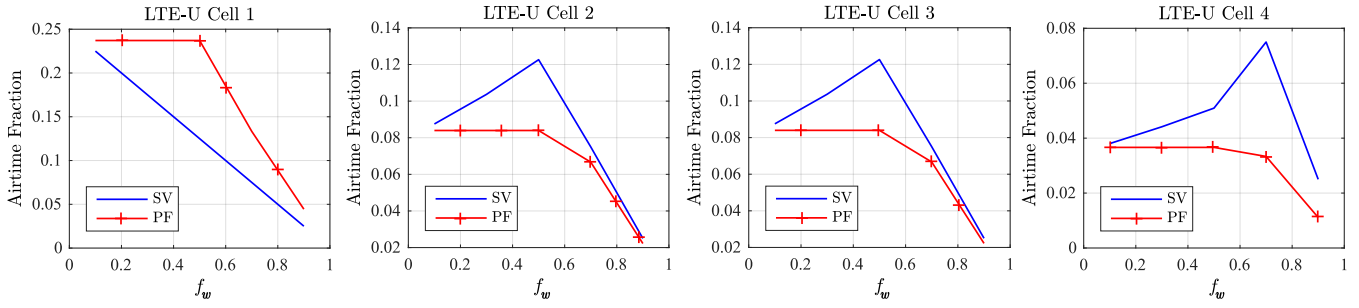 LTE-U Cell 1
Airtime Fraction
0.25
0.2
0.15
0.1
0.05
0
SV
PF
0 0.2 0.4 0.6 0.8 1
f_w
LTE-U Cell 2
Airtime Fraction
0.14
0.12
0.1
0.08
0.06
0.04
0.02
SV
PF
0 0.2 0.4 0.6 0.8 1
f_w
LTE-U Cell 3
Airtime Fraction
0.14
0.12
0.1
0.08
0.06
0.04
0.02
SV
PF
0 0.2 0.4 0.6 0.8 1
f_w
LTE-U Cell 4
Airtime Fraction
0.08
0.06
0.04
0.02
0
SV
PF
0 0.2 0.4 0.6 0.8 1
f_w